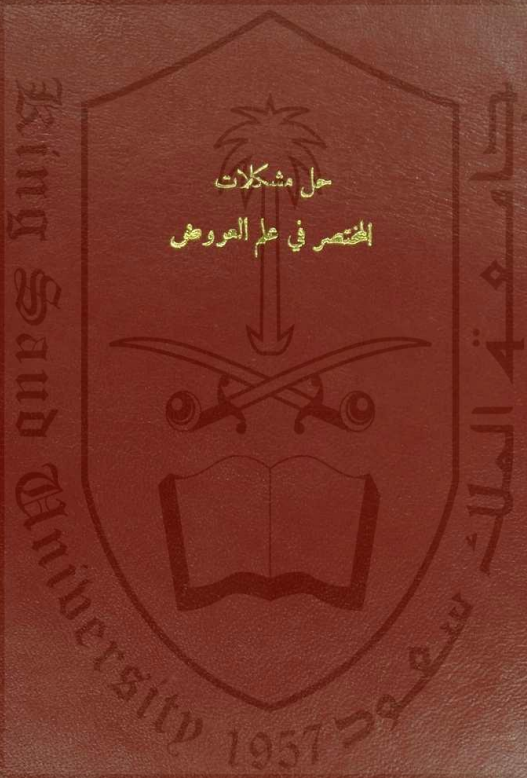 حل مشكلات
المختصر في علم العروض
King Saud University
1957
جامعة الملك سعود